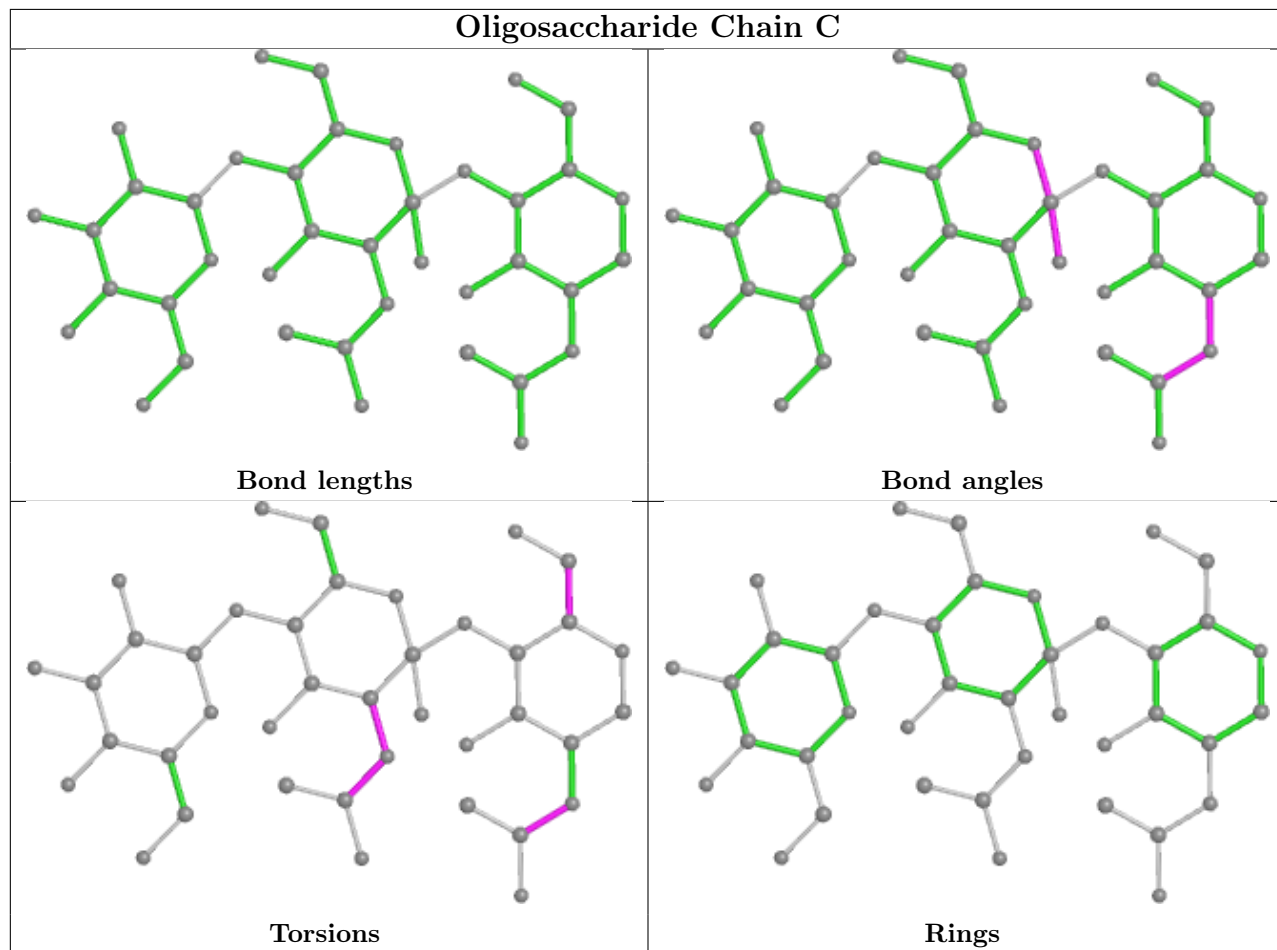 Oligosaccharide Chain C
Bond lengths
Bond angles
Torsions
Rings